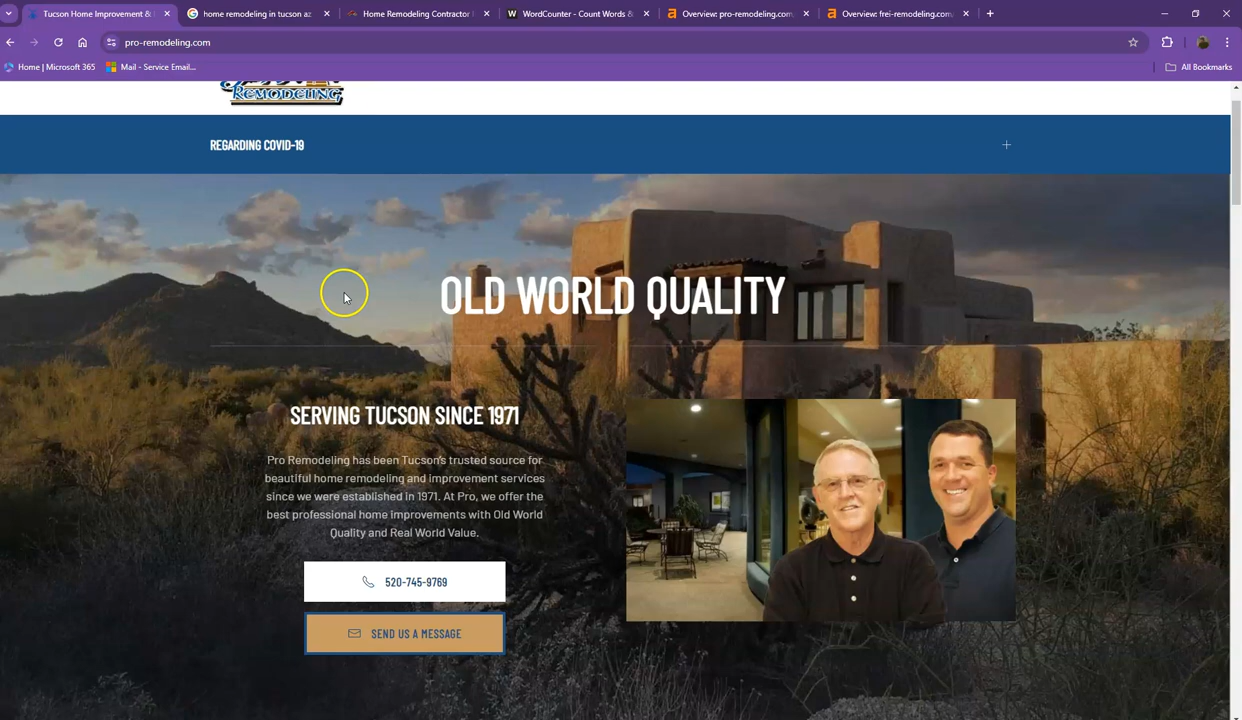 Tucson Home Improvement &
home remodeling in tucson az
Home Remodeling Contractor
WordCounter - Count Words &
Overview: pro-remodeling.com,
Overview: frei-remodeling.com,
pro-remodeling.com
Home | Microsoft 365
Mail - Service Email...
All Bookmarks
REMODELING
REGARDING COVID-19
OLD WORLD QUALITY
SERVING TUCSON SINCE 1971
Pro Remodeling has been Tucson's trusted source for
beautiful home remodeling and improvement services
since we were established in 1971. At Pro, we offer the
best professional home improvements with Old World
Quality and Real World Value.
520-745-9769
SEND US A MESSAGE